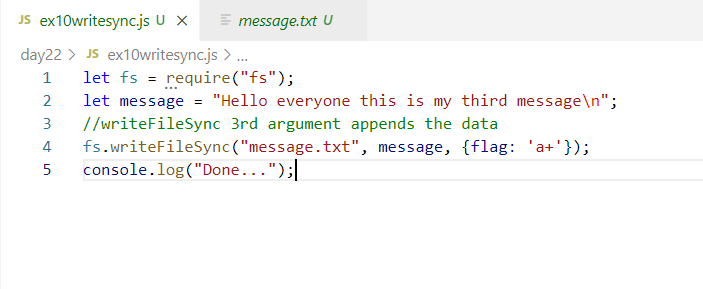 JS ex10writesync.js U × message.txt U
day22 > JS ex10writesync.js > ...
1 let fs = require("fs");
2 let message = "Hello everyone this is my third message\n";
3 //writeFileSync 3rd argument appends the data
4 fs.writeFileSync("message.txt", message, {flag: 'a+'});
5 console.log("Done...");